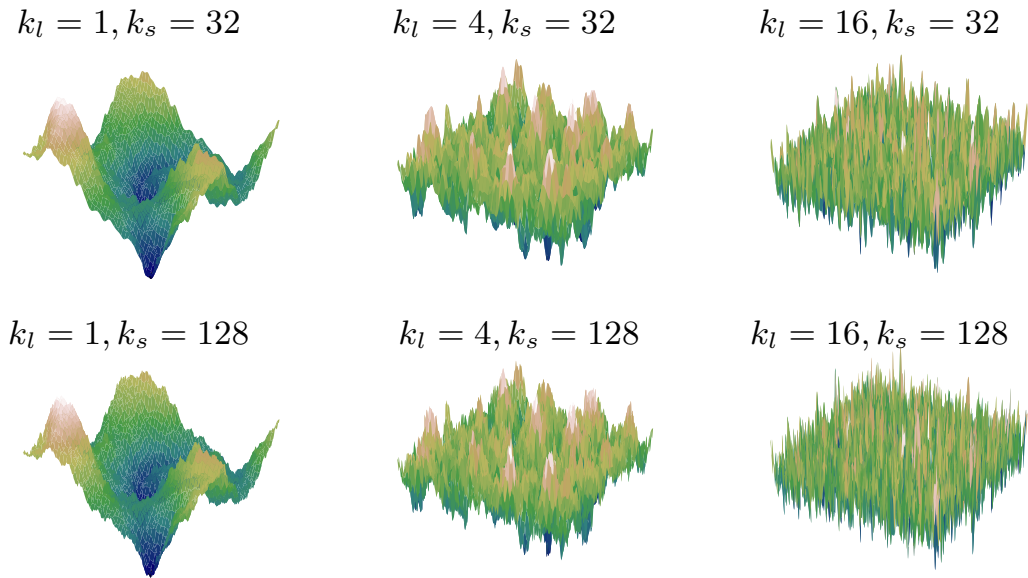 k_l = 1, k_s = 32
k_l = 4, k_s = 32
k_l = 16, k_s = 32
k_l = 1, k_s = 128
k_l = 4, k_s = 128
k_l = 16, k_s = 128